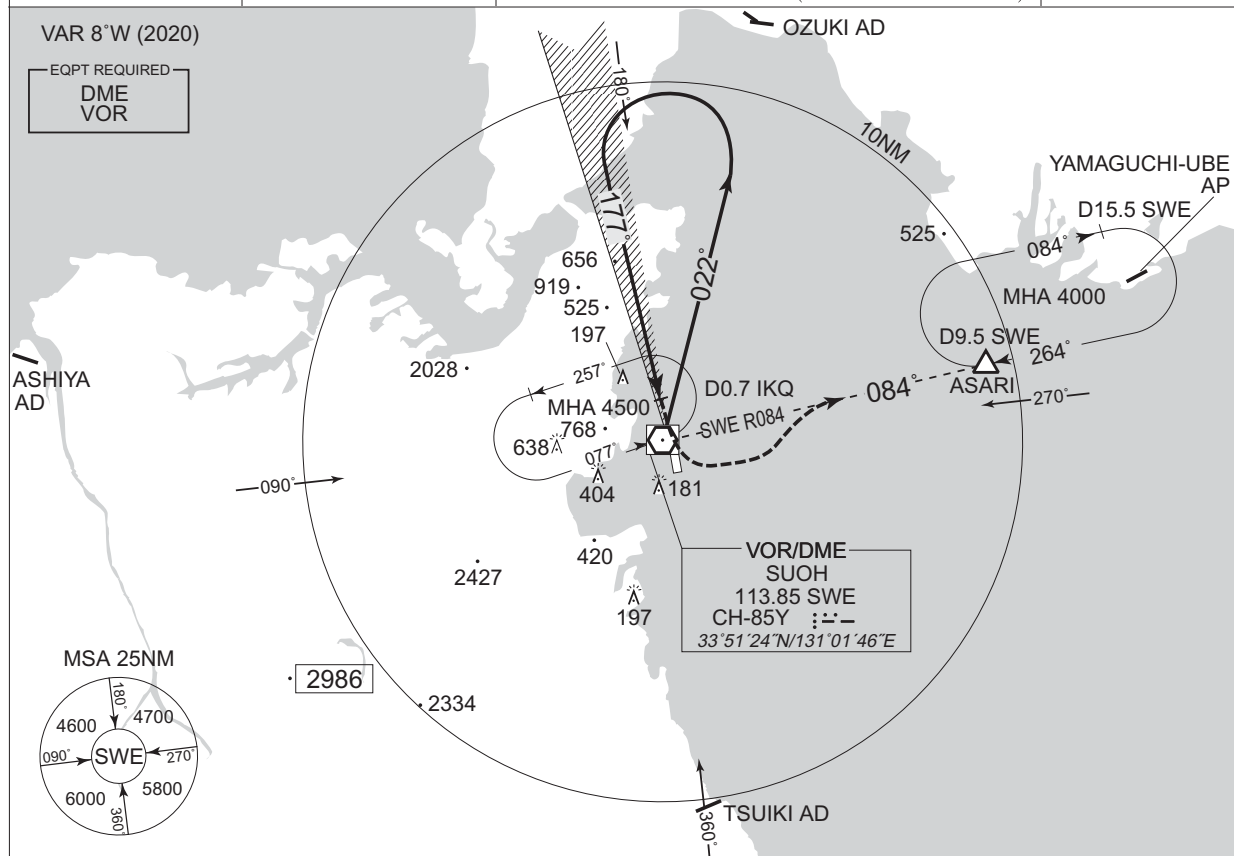 VAR 8°W (2020)
EQPT REQUIRED
DME
VOR
OZUKI AD
180°
10NM
YAMAGUCHI-UBE
AP
D15.5 SWE
525
084°
MHA 4000
177°
022°
656
919
525
197
D9.5 SWE
264°
ASARI
270°
ASHIYA
AD
2028
257°
D0.7 IKQ
MHA 4500
084°
SWE R084
768
638
077°
404
181
090°
420
2427
197
VOR/DME
SUOH
113.85 SWE
CH-85Y
33°51´24˝N/131°01´46˝E
MSA 25NM
2986
2334
180°
4600
4700
090°
SWE
270°
6000
5800
360°
TSUIKI AD
360°